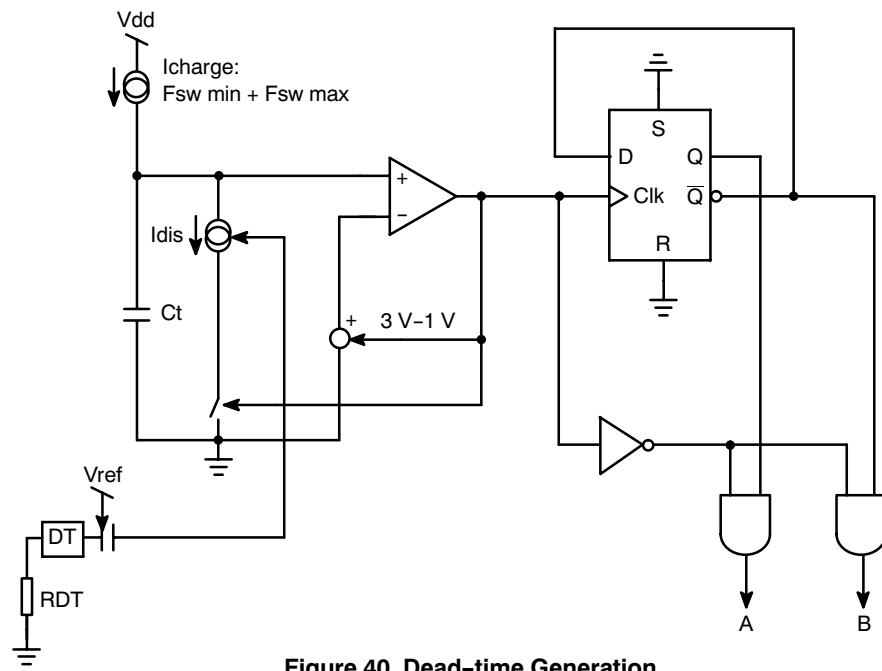 Vdd
Icharge:
Fsw min + Fsw max
S
D
Q
+
Clk
Q̅
−
Idis
R
Ct
+
3 V−1 V
Vref
DT
RDT
A
B
Figure 40. Dead−time Generation